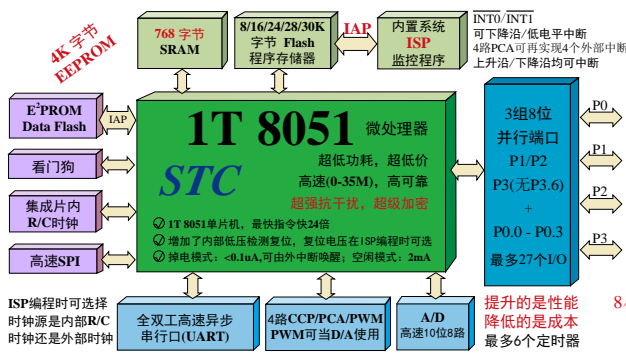 4K 字节
EEPROM
768 字节
SRAM
8/16/24/28/30K
字节 Flash
程序存储器
IAP
内置系统
ISP
监控程序
INT0/INT1
可下降沿/低电平中断
4路PCA可再实现4个外部中断
上升沿/下降沿均可中断
E²PROM
Data Flash
IAP
看门狗
集成片内
R/C时钟
高速SPI
1T 8051 微处理器
STC
超低功耗，超低价
高速(0-35M)，高可靠
超强抗干扰，超级加密
1T 8051单片机，最快指令快24倍
增加了内部低压检测复位，复位电压在ISP编程时可选
掉电模式：<0.1uA,可由外中断唤醒；空闲模式：2mA
3组8位
并行端口
P1/P2
P3(无P3.6)
+
P0.0 - P0.3
最多27个I/O
P0
P1
P2
P3
ISP编程时可选择
时钟源是内部R/C
时钟还是外部时钟
全双工高速异步
串行口(UART)
4路CCP/PCA/PWM
PWM可当D/A使用
A/D
高速10位8路
提升的是性能
降低的是成本
最多6个定时器